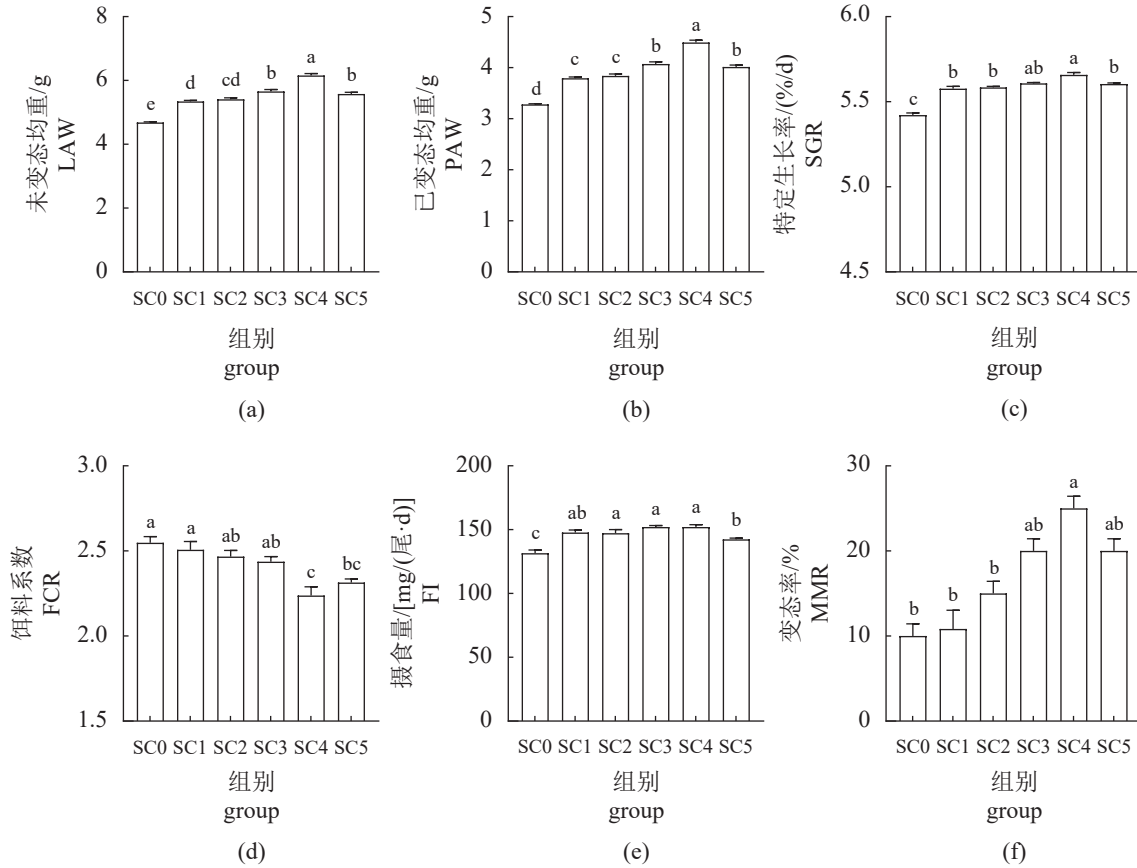 未变态均重/g
LAW
8
6
4
2
0
e
d
cd
b
a
b
SC0 SC1 SC2 SC3 SC4 SC5
组别
group
(a)
已变态均重/g
PAW
5
4
3
2
1
0
d
c
c
b
a
b
SC0 SC1 SC2 SC3 SC4 SC5
组别
group
(b)
特定生长率/(%/d)
SGR
6.0
5.5
5.0
4.5
c
b
b
ab
a
b
SC0 SC1 SC2 SC3 SC4 SC5
组别
group
(c)
饵料系数
FCR
3.0
2.5
2.0
1.5
a
a
ab
ab
c
bc
SC0 SC1 SC2 SC3 SC4 SC5
组别
group
(d)
摄食量/[mg/(尾·d)]
FI
200
150
100
50
0
c
ab
a
a
a
b
SC0 SC1 SC2 SC3 SC4 SC5
组别
group
(e)
变态率/%
MMR
30
20
10
0
b
b
b
ab
a
ab
SC0 SC1 SC2 SC3 SC4 SC5
组别
group
(f)